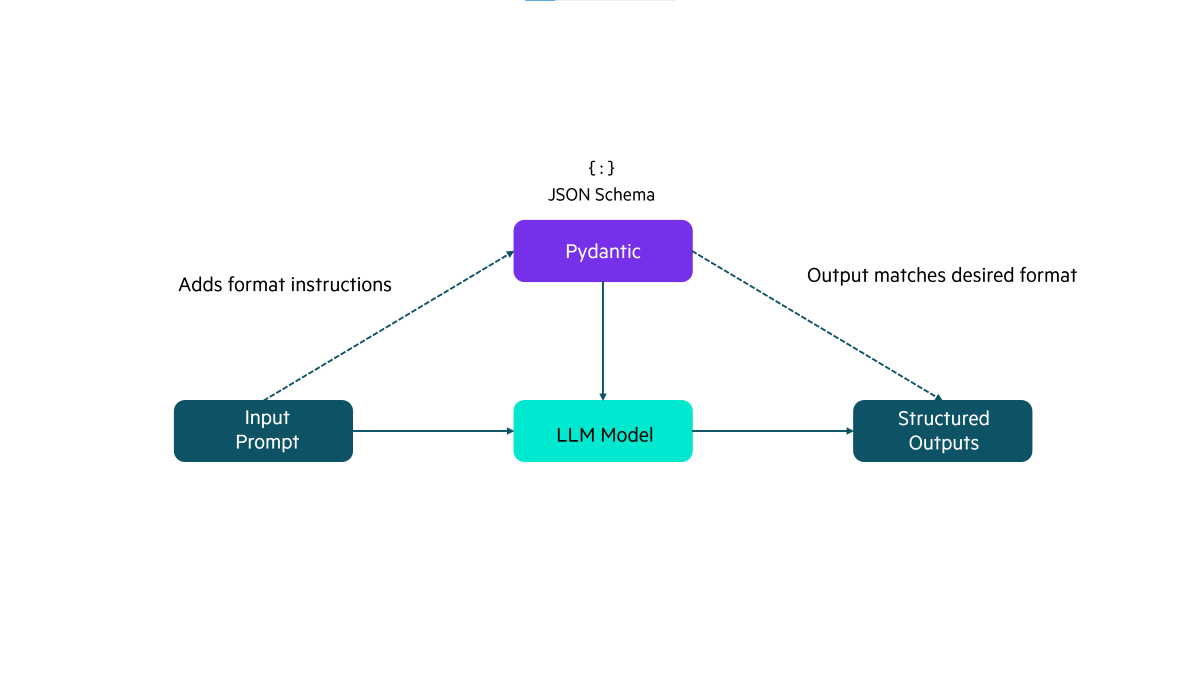 {:}
JSON Schema
Pydantic
Adds format instructions
Output matches desired format
Input
Prompt
LLM Model
Structured
Outputs